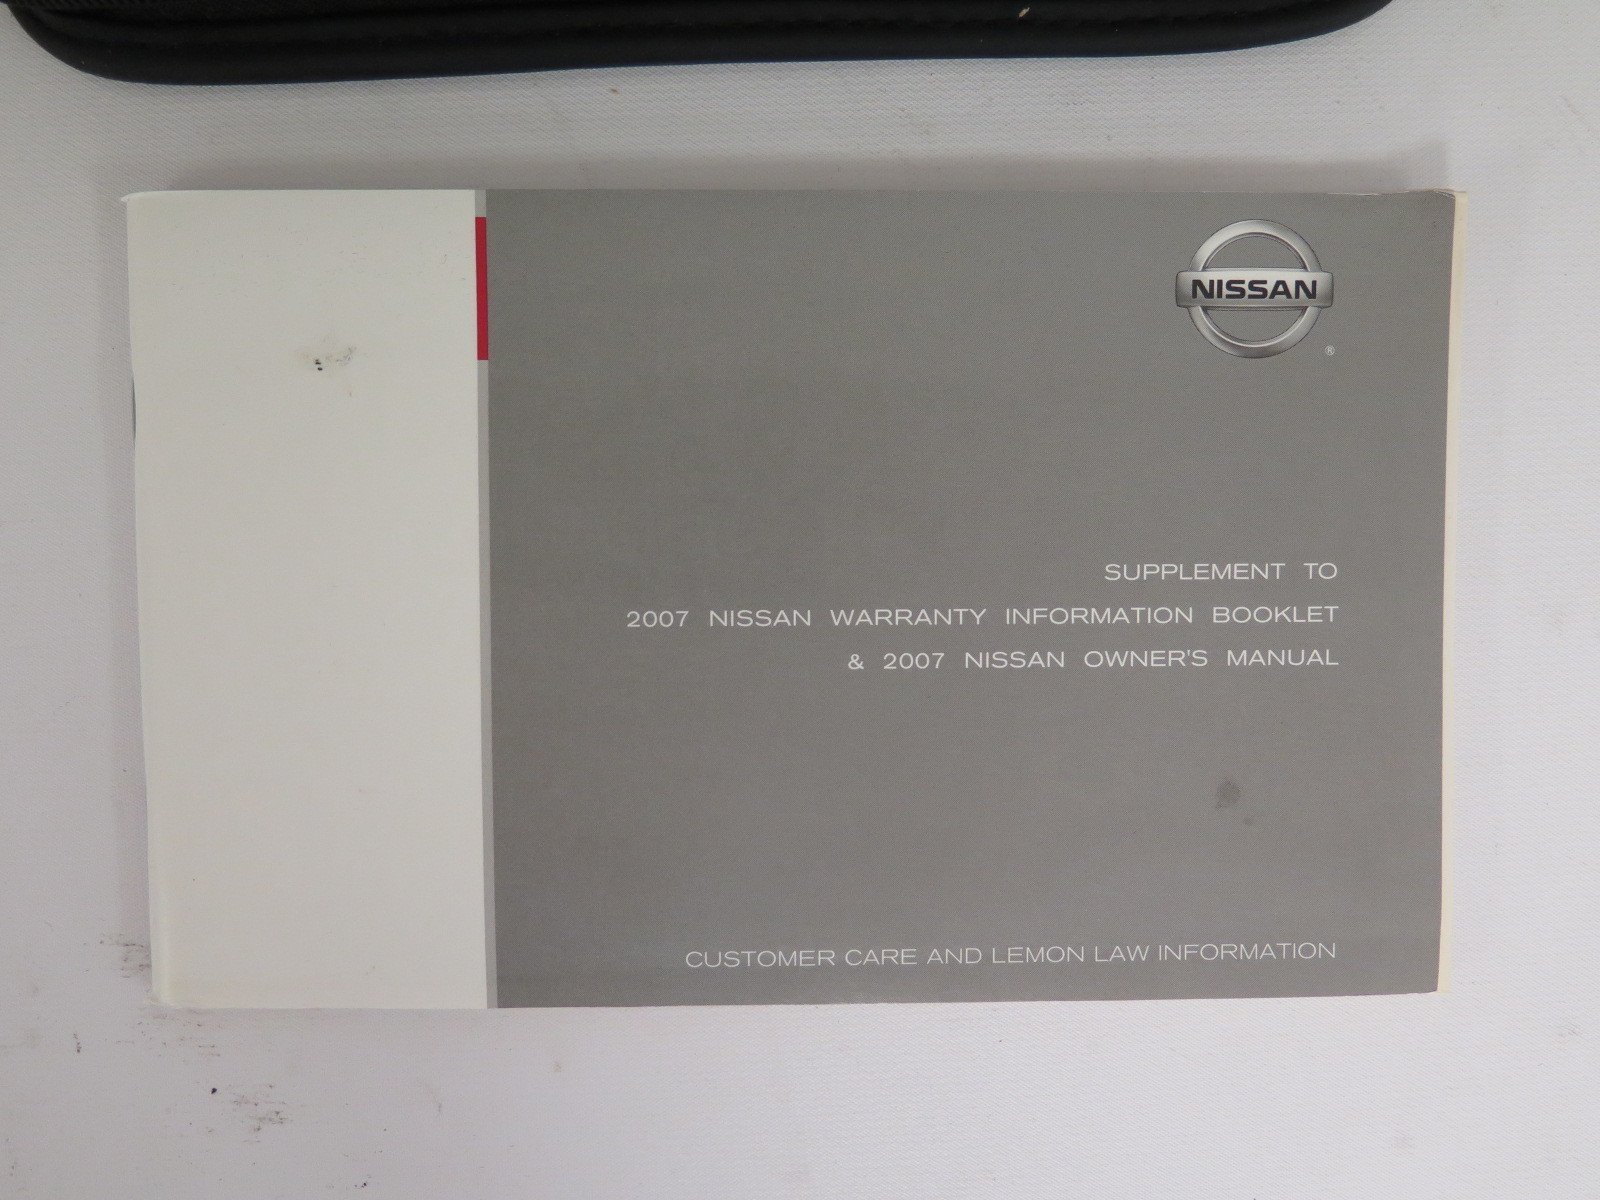 NISSAN
®
SUPPLEMENT TO
2007 NISSAN WARRANTY INFORMATION BOOKLET
& 2007 NISSAN OWNER'S MANUAL
CUSTOMER CARE AND LEMON LAW INFORMATION